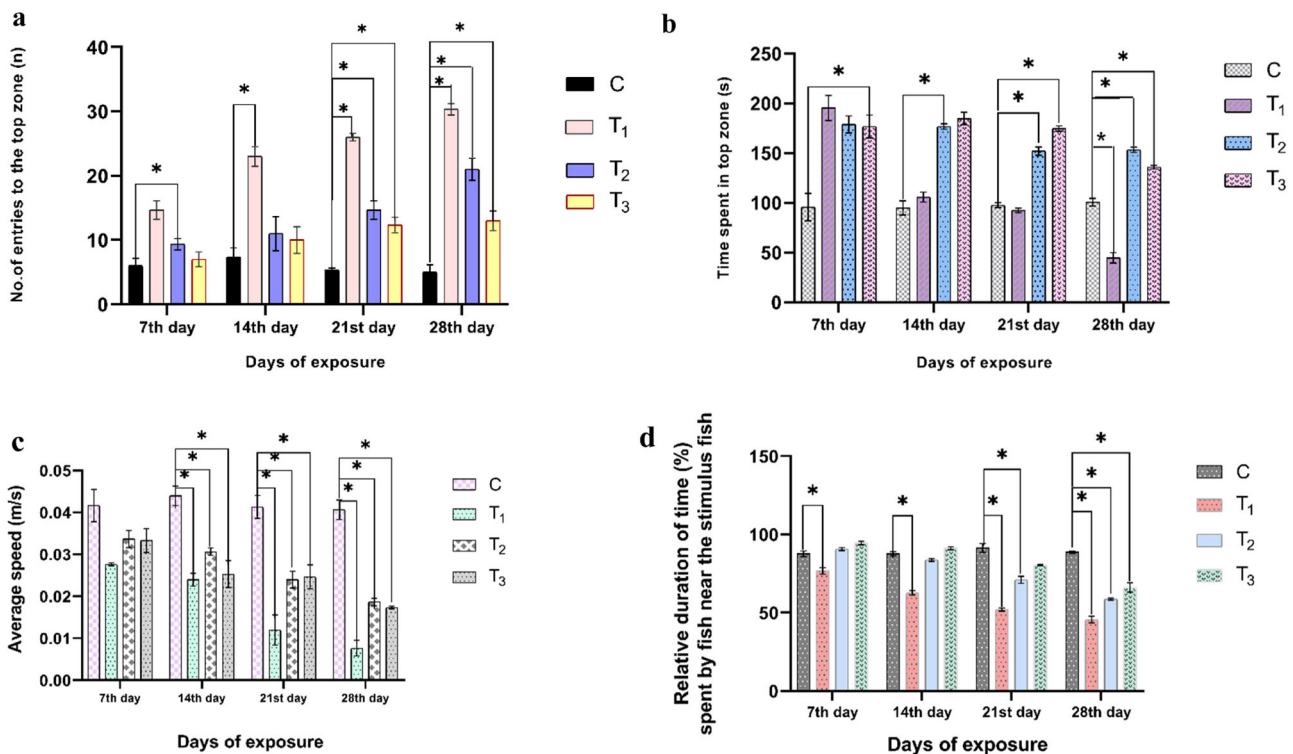 a
No.of entries to the top zone (n)
40
30
20
10
0
* * * * * * * *
7th day 14th day 21st day 28th day
Days of exposure
C
T1
T2
T3
b
Time spent in top zone (s)
250
200
150
100
50
0
* * * * * * *
7th day 14th day 21st day 28th day
Days of exposure
C
T1
T2
T3
c
Average speed (m/s)
0.05
0.04
0.03
0.02
0.01
0.00
* * * * * * * * *
7th day 14th day 21st day 28th day
Days of exposure
C
T1
T2
T3
d
Relative duration of time (%)
spent by fish near the stimulus fish
150
100
50
0
* * * * * * *
7th day 14th day 21st day 28th day
Days of exposure
C
T1
T2
T3